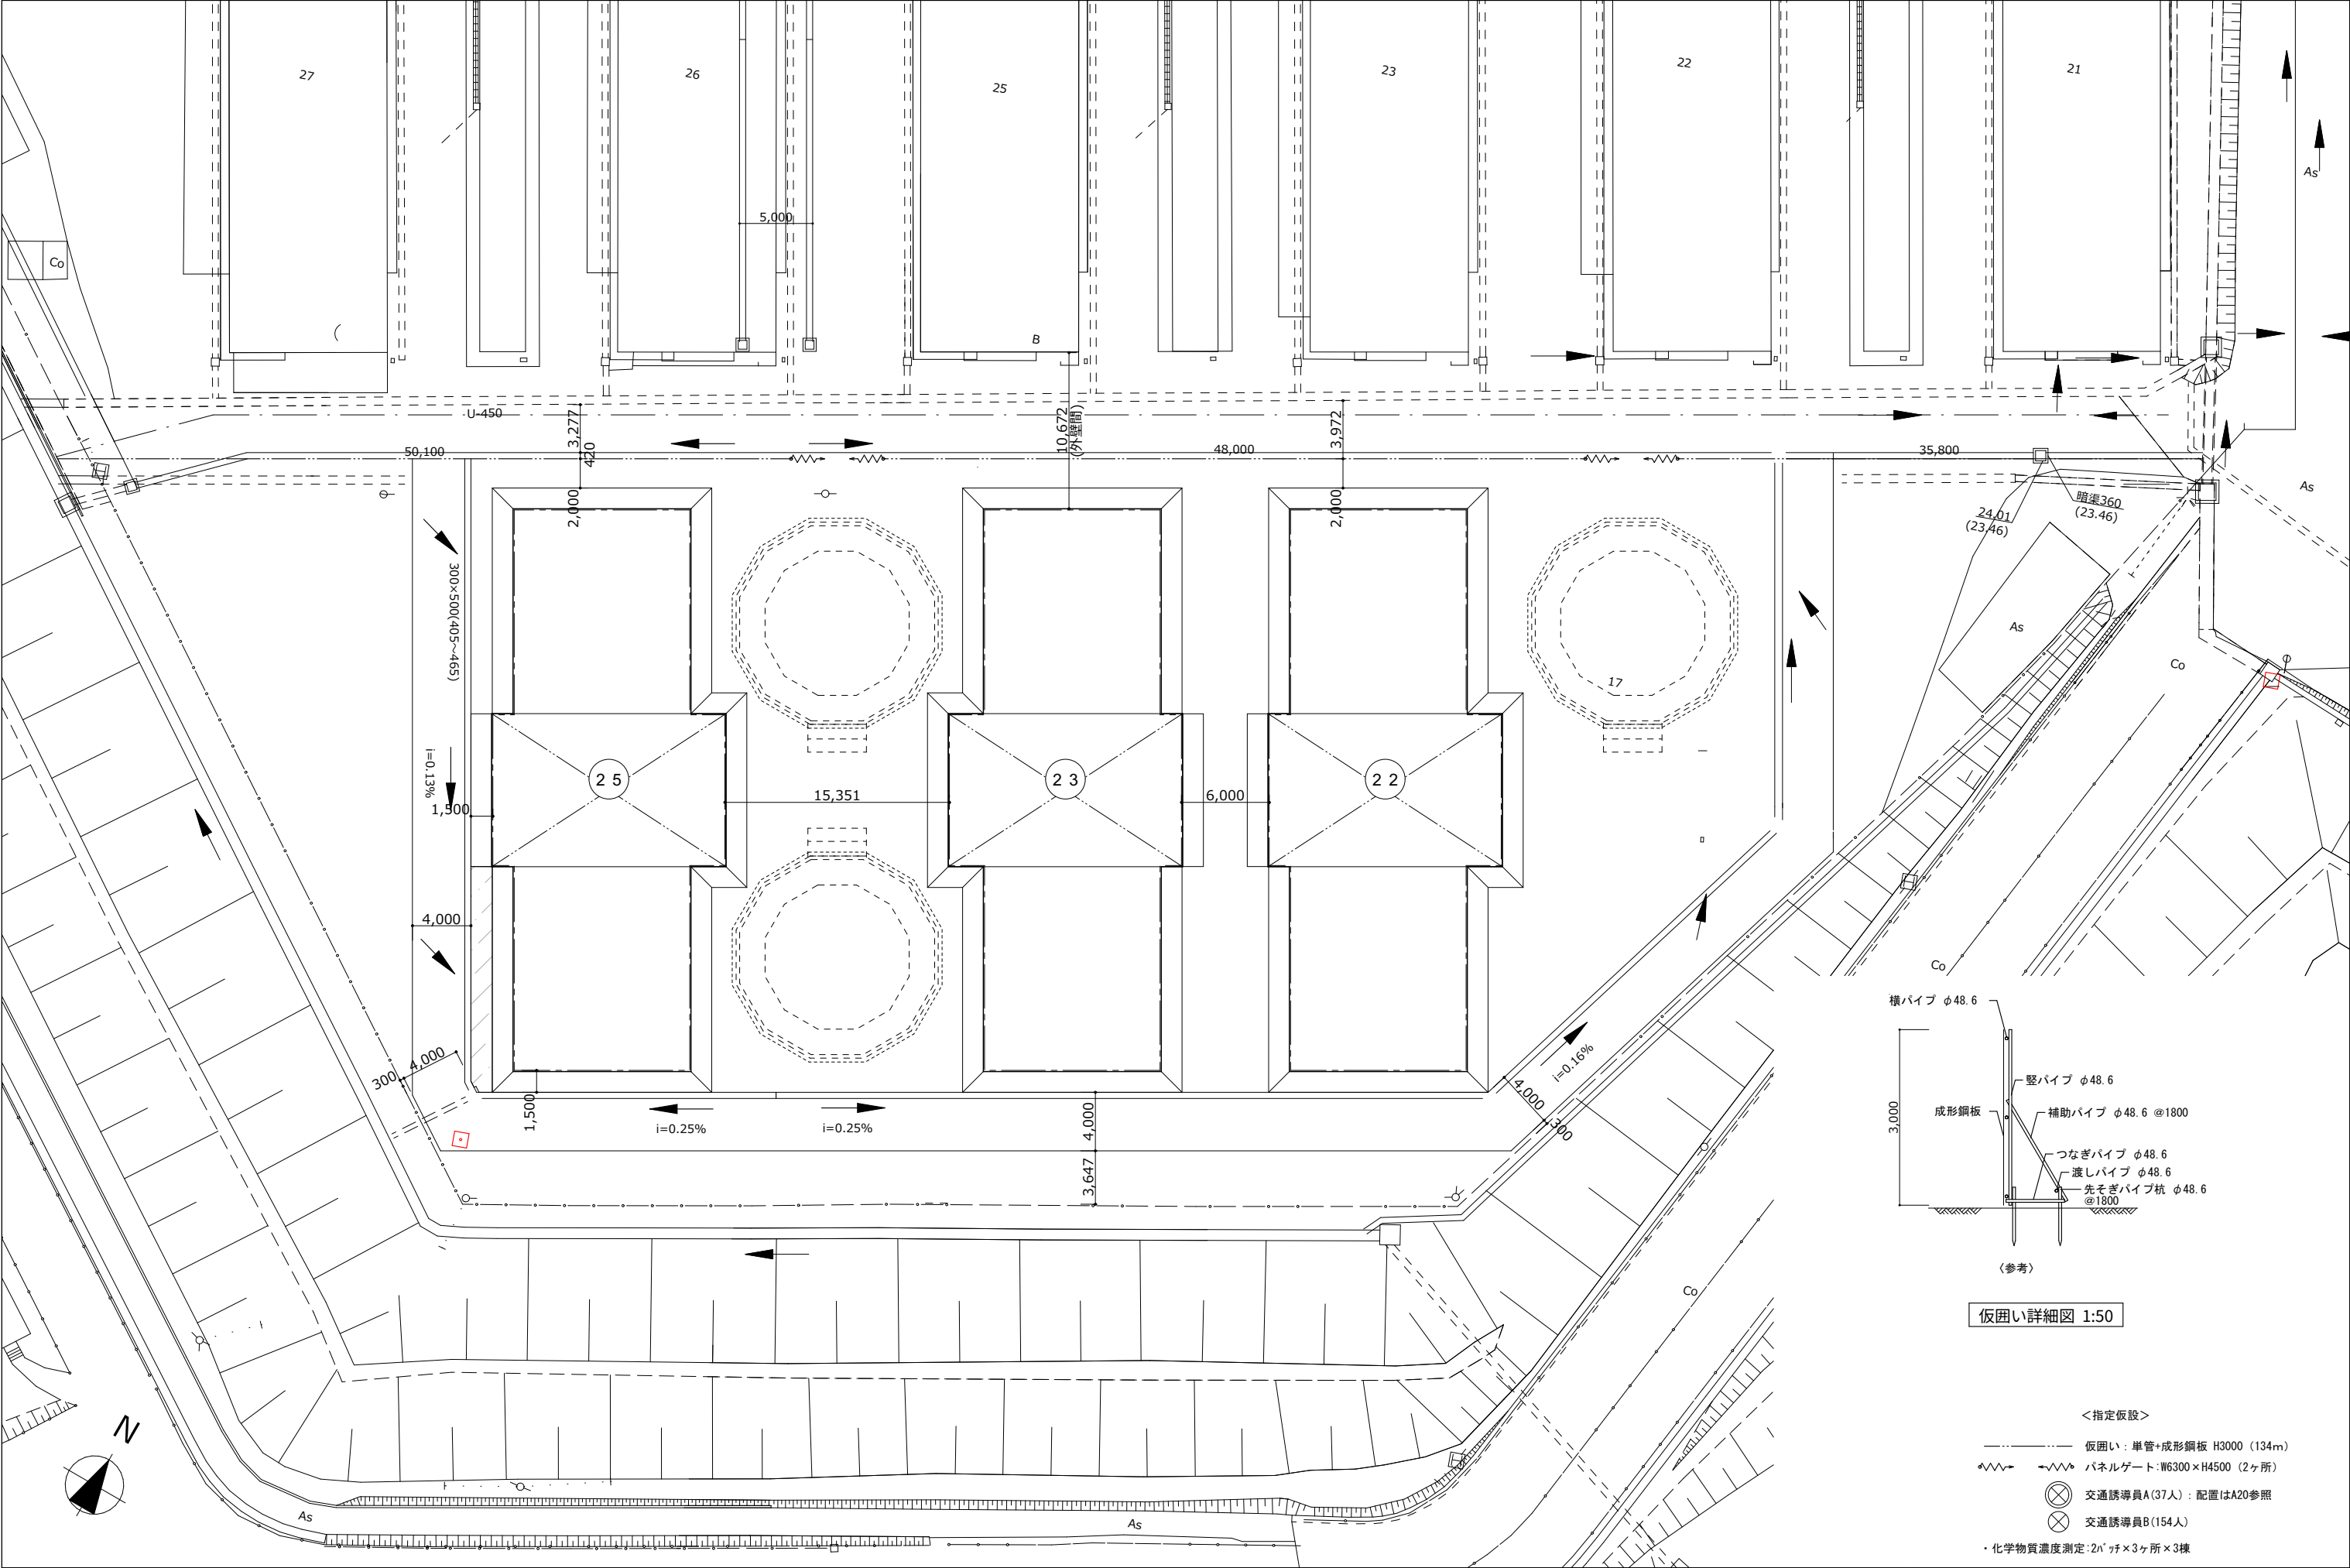 27
26
25
23
22
21
As
5,000
Co
B
U-450
3,277
420
10,672
(外壁間)
3,972
50,100
48,000
35,800
2,000
2,000
暗渠360
(23.46)
24.01
(23.46)
As
300×500(405~465)
As
Co
17
i=0.13%
25
23
22
15,351
6,000
1,500
4,000
Co
横パイプ φ48.6
4,000
300
1,500
i=0.25%
i=0.25%
4,000
3,647
i=0.16%
4,000
300
3,000
竪パイプ φ48.6
成形鋼板
補助パイプ φ48.6 @1800
つなぎパイプ φ48.6
渡しパイプ φ48.6
先そぎパイプ杭 φ48.6
@1800
〈参考〉
Co
仮囲い詳細図 1:50
N
As
As
＜指定仮設＞
仮囲い：単管+成形鋼板 H3000（134m）
パネルゲート:W6300×H4500（2ヶ所）
交通誘導員A(37人)：配置はA20参照
交通誘導員B(154人)
・化学物質濃度測定:2ﾊﾟｯﾁ×3ヶ所×3棟